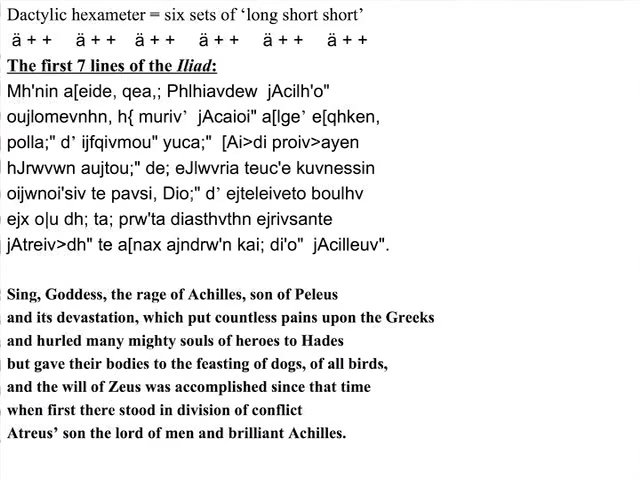 Dactylic hexameter = six sets of ‘long short short’
ä + + ä + + ä + + ä + + ä + + ä + +
The first 7 lines of the Iliad:
Mh'nin a[eide, qea,; Phlhiavdew jAcilh'o"
oujlomevnhn, h{ muriv’ jAcaioi" a[lge’ e[qhken,
polla;" d’ ijfqivmou" yuca;" [Ai>di proiv>ayen
hJrwvwn aujtou;" de; eJlwvria teuc'e kuvnessin
oijwnoi'siv te pavsi, Dio;" d’ ejteleiveto boulhv
ejx o|u dh; ta; prw'ta diasthvthn ejrivsante
jAtreiv>dh" te a[nax ajndrw'n kai; di'o" jAcilleuv".
Sing, Goddess, the rage of Achilles, son of Peleus
and its devastation, which put countless pains upon the Greeks
and hurled many mighty souls of heroes to Hades
but gave their bodies to the feasting of dogs, of all birds,
and the will of Zeus was accomplished since that time
when first there stood in division of conflict
Atreus’ son the lord of men and brilliant Achilles.